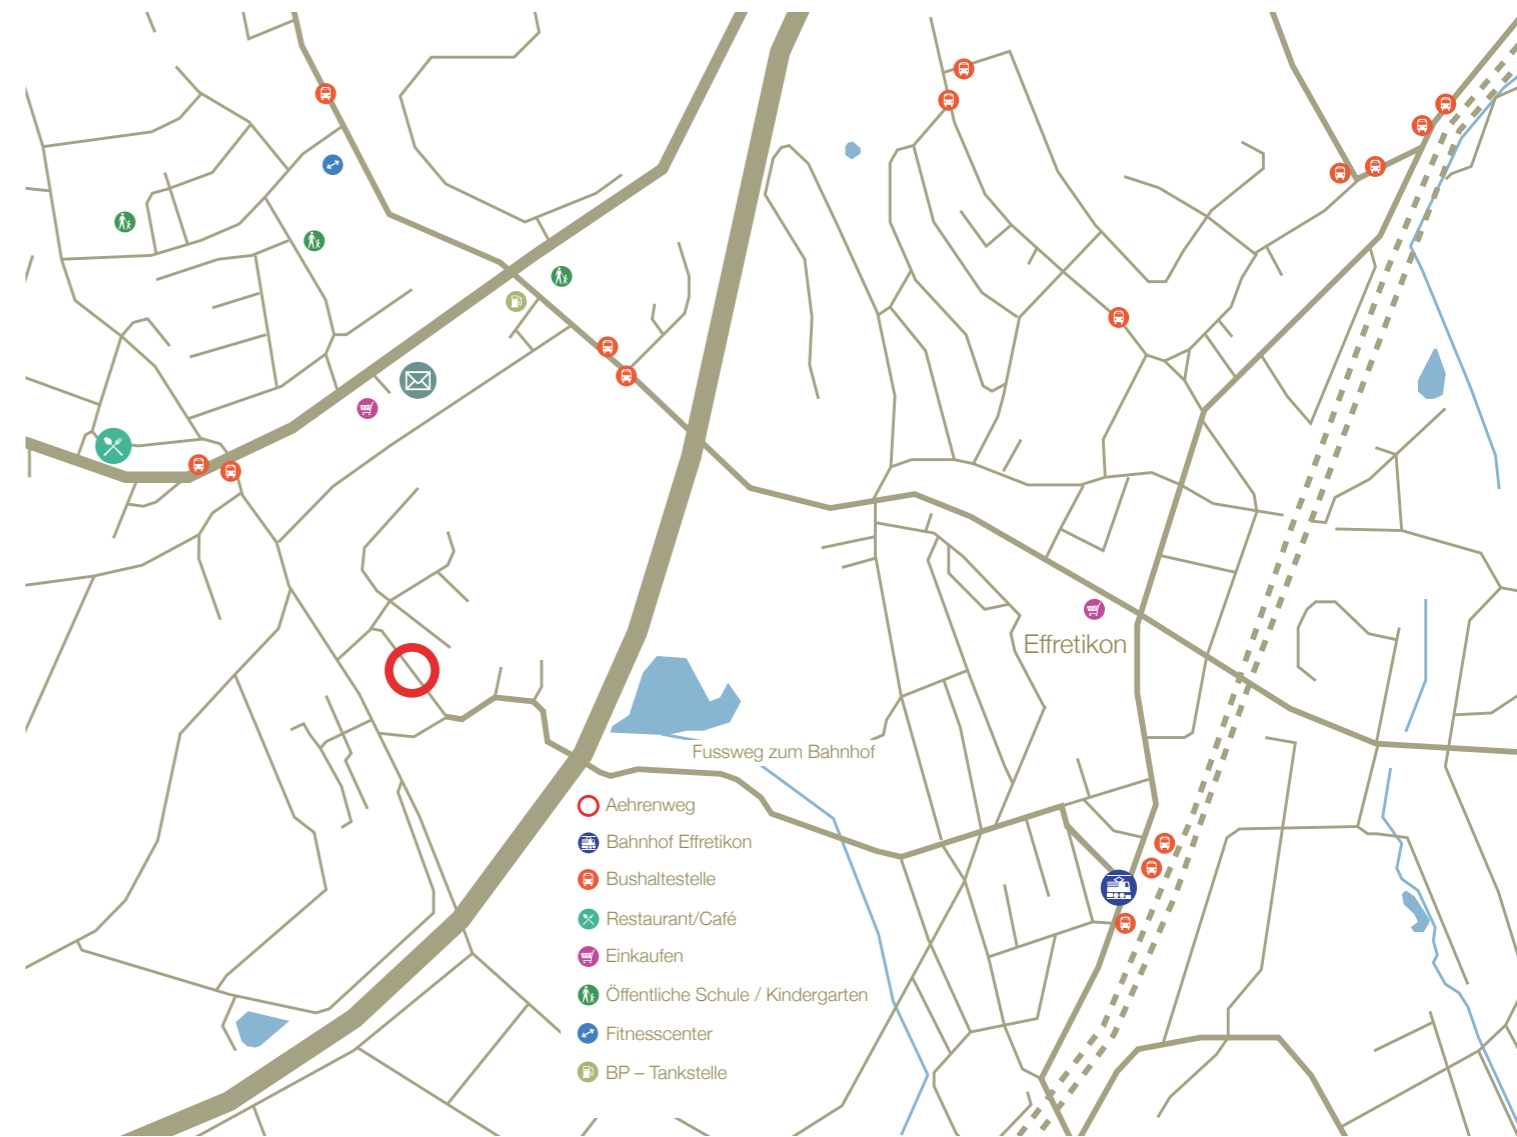 Effretikon
Fussweg zum Bahnhof
Aehrenweg
Bahnhof Effretikon
Bushaltestelle
Restaurant/Café
Einkaufen
Öffentliche Schule / Kindergarten
Fitnesscenter
BP – Tankstelle